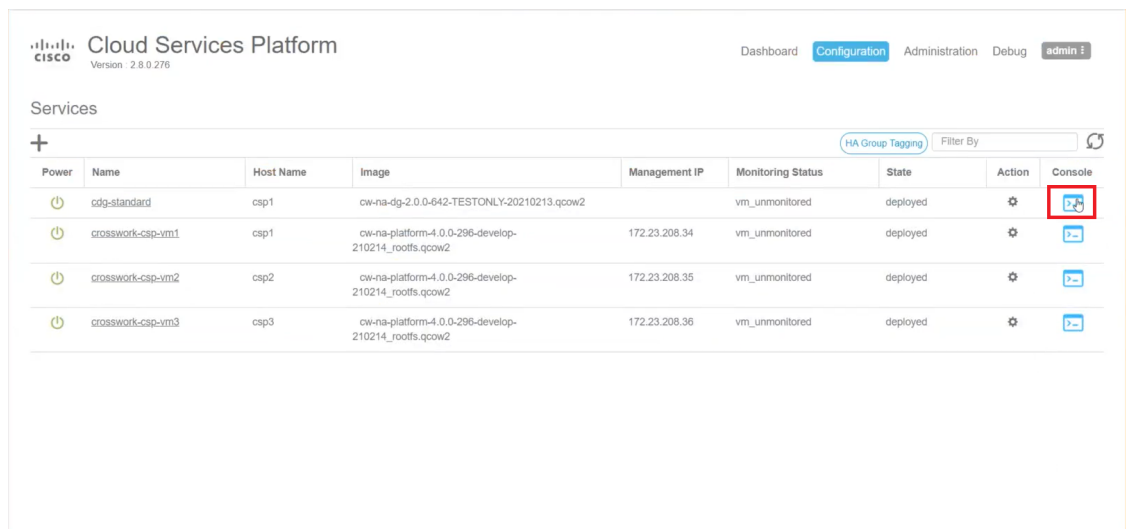 CISCO
Cloud Services Platform
Version : 2.8.0.276
Dashboard Configuration Administration Debug admin
Services
HA Group Tagging Filter By
Power Name Host Name Image Management IP Monitoring Status State Action Console
cdg-standard csp1 cw-na-dg-2.0.0-642-TESTONLY-20210213.qcow2 vm_unmonitored deployed
crosswork-csp-vm1 csp1 cw-na-platform-4.0.0-296-develop- 172.23.208.34 vm_unmonitored deployed
210214_rootfs.qcow2
crosswork-csp-vm2 csp2 cw-na-platform-4.0.0-296-develop- 172.23.208.35 vm_unmonitored deployed
210214_rootfs.qcow2
crosswork-csp-vm3 csp3 cw-na-platform-4.0.0-296-develop- 172.23.208.36 vm_unmonitored deployed
210214_rootfs.qcow2